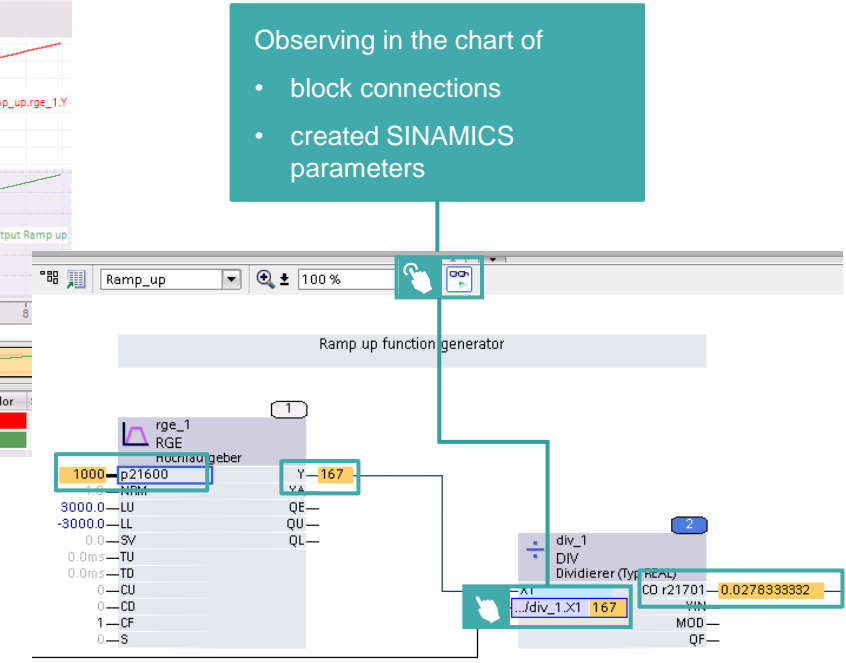 Observing in the chart of
• block connections
• created SINAMICS
parameters
p_up.rge_1.Y
tput Ramp up
8
lor
Ramp_up
100 %
Ramp up function generator
1
rge_1
RGE
Hochlaufgeber
1000 p21600 Y 167
1.0 NRM YA
3000.0 LU QE
-3000.0 LL QU
0.0 SV QL
0.0ms TU
0.0ms TD
0 CU
0 CD
1 CF
0 S
2
div_1
DIV
Dividierer (Typ REAL)
X1 CO r21701 0.0278333332
.../div_1.X1 167 YIN
MOD
QF